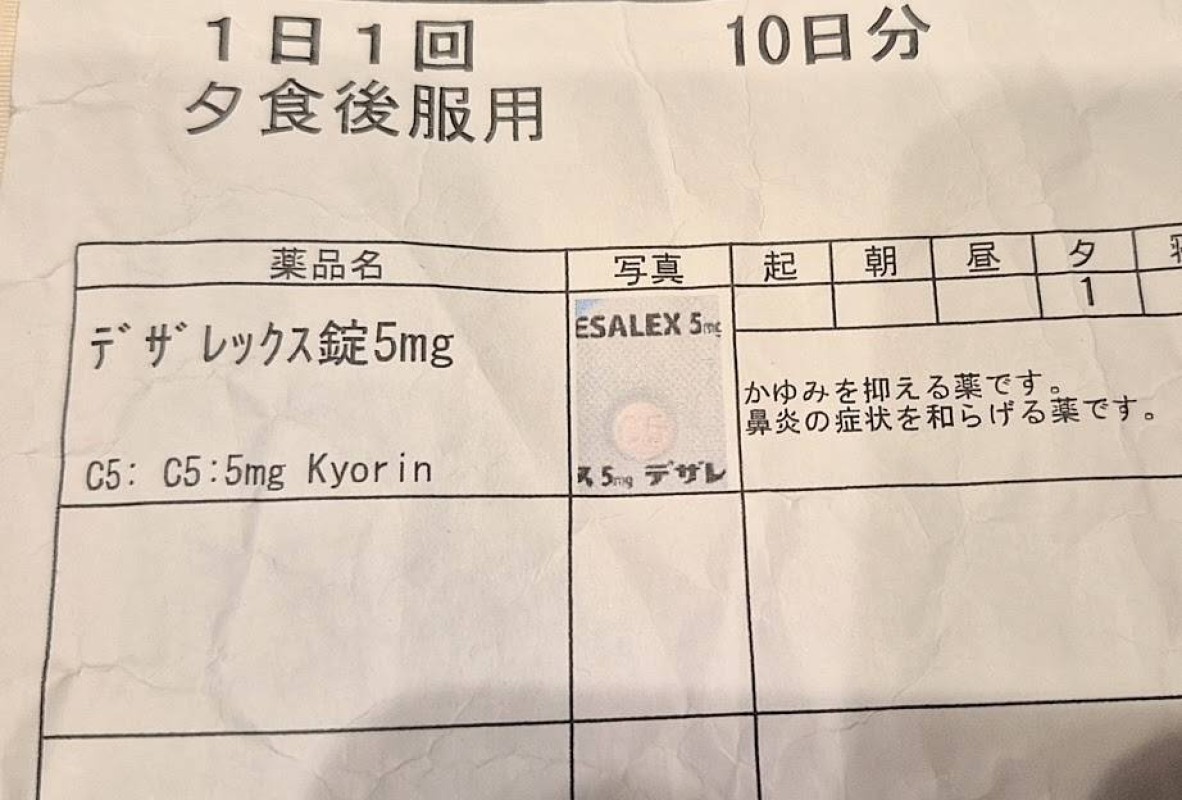 1日1回 10日分
夕食後服用
薬品名 写真 起 朝 昼 夕
1
デザレックス錠5mg
ESALEX 5mg
かゆみを抑える薬です。
鼻炎の症状を和らげる薬です。
C5: C5:5mg Kyorin
ス 5mg デザレ